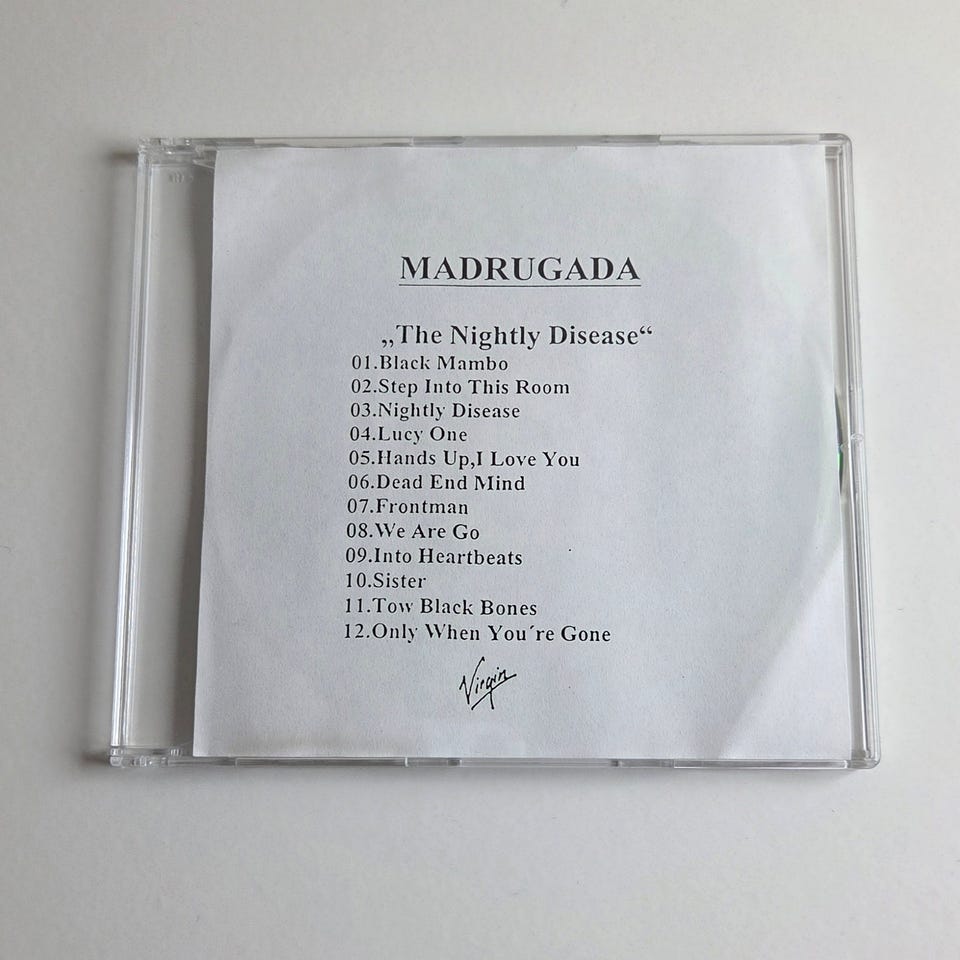 MADRUGADA
„The Nightly Disease“
01.Black Mambo
02.Step Into This Room
03.Nightly Disease
04.Lucy One
05.Hands Up,I Love You
06.Dead End Mind
07.Frontman
08.We Are Go
09.Into Heartbeats
10.Sister
11.Tow Black Bones
12.Only When You´re Gone
Virgin